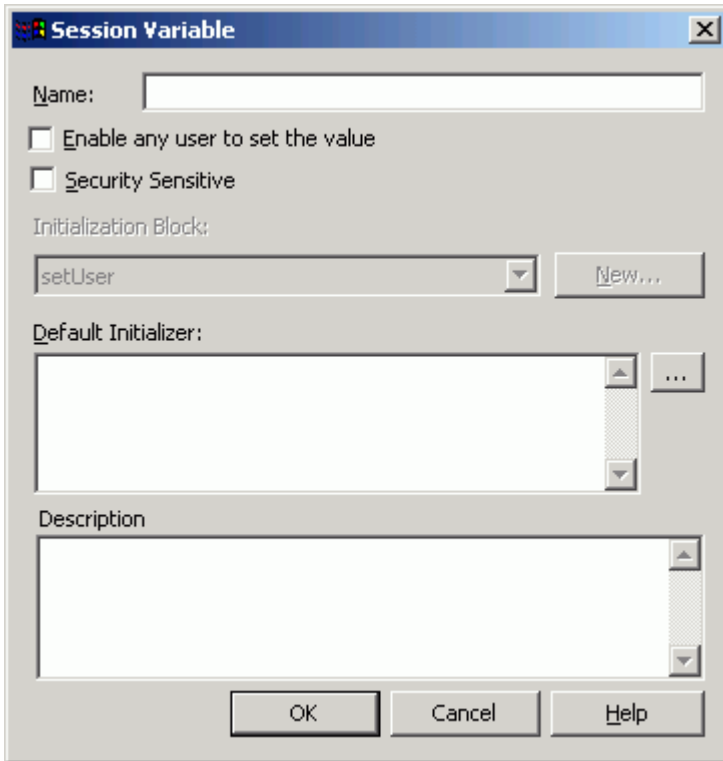 Session Variable
Name:
Enable any user to set the value
Security Sensitive
Initialization Block:
setUser
New...
Default Initializer:
...
Description
OK
Cancel
Help